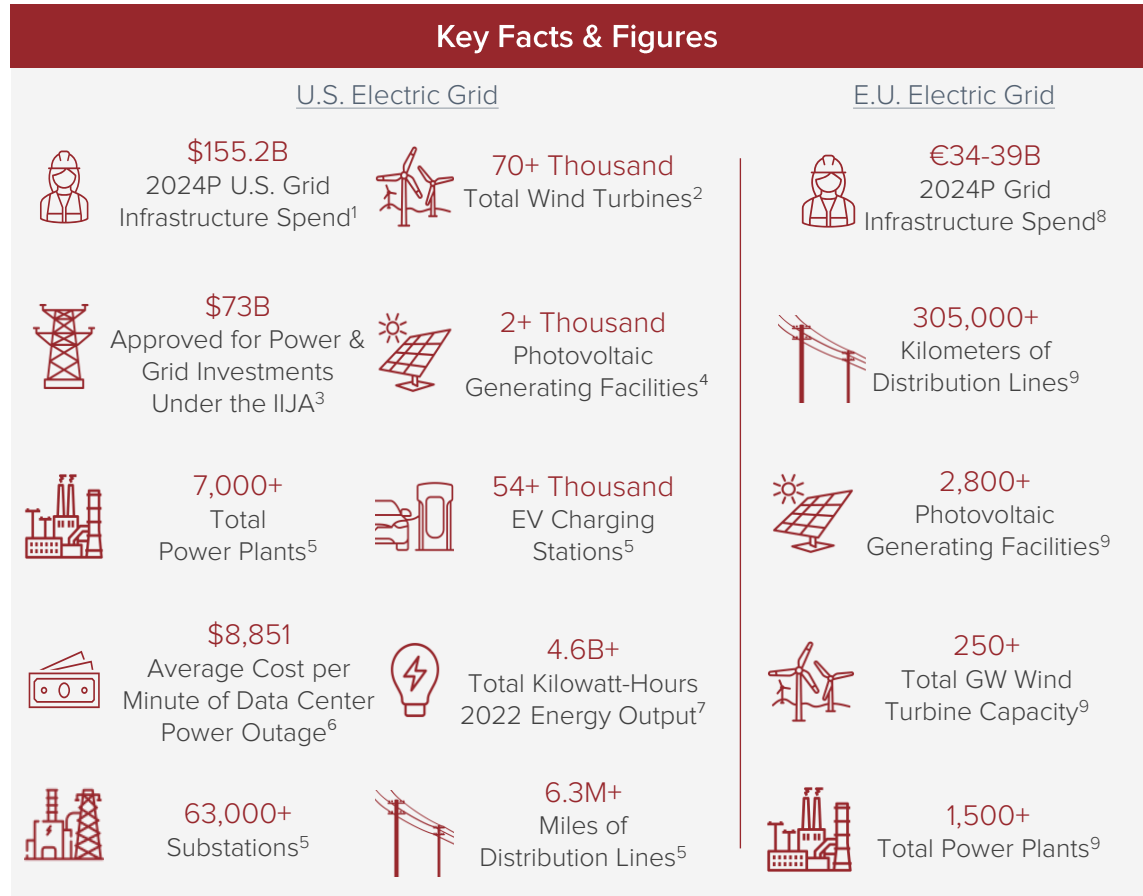 Key Facts & Figures
U.S. Electric Grid
$155.2B
2024P U.S. Grid
Infrastructure Spend¹
70+ Thousand
Total Wind Turbines²
$73B
Approved for Power &
Grid Investments
Under the IIJA³
2+ Thousand
Photovoltaic
Generating Facilities⁴
7,000+
Total
Power Plants⁵
54+ Thousand
EV Charging
Stations⁵
$8,851
Average Cost per
Minute of Data Center
Power Outage⁶
4.6B+
Total Kilowatt-Hours
2022 Energy Output⁷
63,000+
Substations⁵
6.3M+
Miles of
Distribution Lines⁵
E.U. Electric Grid
€34-39B
2024P Grid
Infrastructure Spend⁸
305,000+
Kilometers of
Distribution Lines⁹
2,800+
Photovoltaic
Generating Facilities⁹
250+
Total GW Wind
Turbine Capacity⁹
1,500+
Total Power Plants⁹